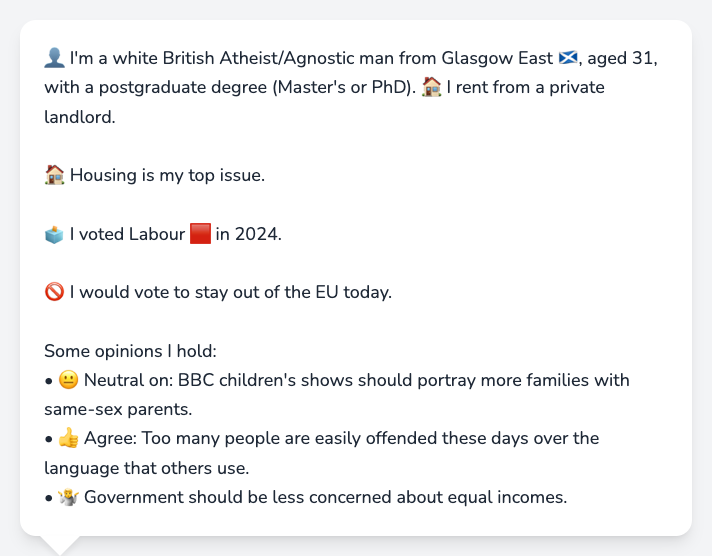 👤 I'm a white British Atheist/Agnostic man from Glasgow East 🏴󠁧󠁢󠁳󠁣󠁴󠁿, aged 31,
with a postgraduate degree (Master's or PhD). 🏠 I rent from a private
landlord.
🏠 Housing is my top issue.
🗳️ I voted Labour 🟥 in 2024.
🚫 I would vote to stay out of the EU today.
Some opinions I hold:
• 😐 Neutral on: BBC children's shows should portray more families with
same-sex parents.
• 👍 Agree: Too many people are easily offended these days over the
language that others use.
• 🤷 Government should be less concerned about equal incomes.